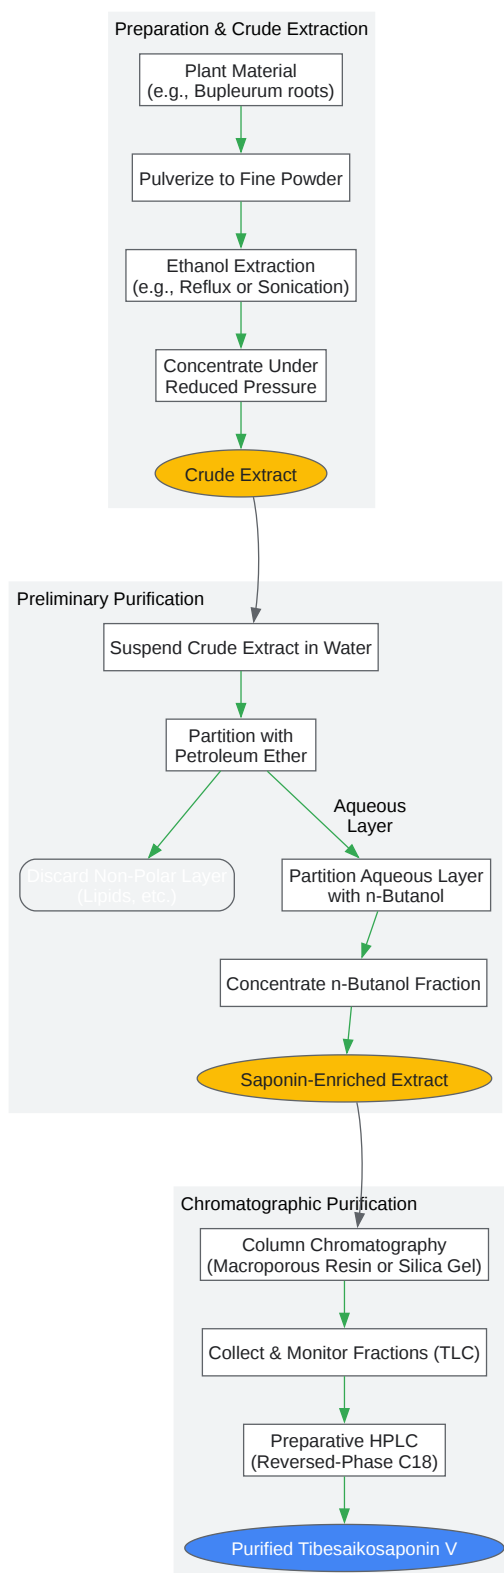 Preparation & Crude Extraction
Plant Material
(e.g., Bupleurum roots)
Pulverize to Fine Powder
Ethanol Extraction
(e.g., Reflux or Sonication)
Concentrate Under
Reduced Pressure
Crude Extract
Preliminary Purification
Suspend Crude Extract in Water
Partition with
Petroleum Ether
Aqueous
Layer
Discard Non-Polar Layer
(Lipids, etc.)
Partition Aqueous Layer
with n-Butanol
Concentrate n-Butanol Fraction
Saponin-Enriched Extract
Chromatographic Purification
Column Chromatography
(Macroporous Resin or Silica Gel)
Collect & Monitor Fractions (TLC)
Preparative HPLC
(Reversed-Phase C18)
Purified Tibesaikosaponin V